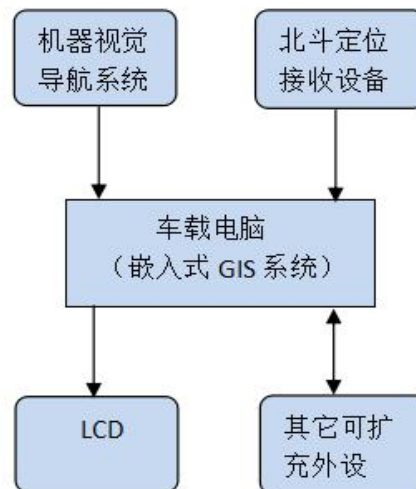 机器视觉
导航系统
北斗定位
接收设备
车载电脑
（嵌入式 GIS 系统）
LCD
其它可扩
充外设